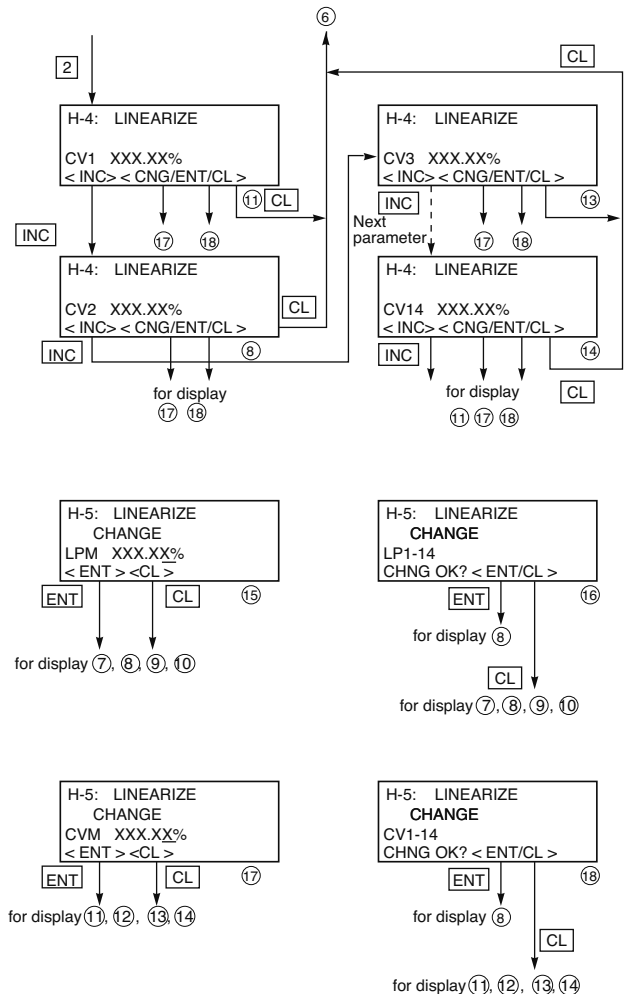 ⑥
2
CL
H-4: LINEARIZE
CV1 XXX.XX%
< INC> < CNG/ENT/CL >
⑪ CL
⑰ ⑱
INC
H-4: LINEARIZE
CV2 XXX.XX%
< INC> < CNG/ENT/CL >
CL
INC
⑧
for display
⑰ ⑱
H-4: LINEARIZE
CV3 XXX.XX%
< INC> < CNG/ENT/CL >
⑬
INC
Next
parameter
⑰ ⑱
H-4: LINEARIZE
CV14 XXX.XX%
< INC> < CNG/ENT/CL >
INC
⑭
CL
for display
⑪ ⑰ ⑱
H-5: LINEARIZE
CHANGE
LPM XXX.XX%
< ENT > <CL >
ENT CL ⑮
for display ⑦, ⑧, ⑨, ⑩
H-5: LINEARIZE
CHANGE
LP1-14
CHNG OK? < ENT/CL >
ENT ⑯
for display ⑧
CL
for display ⑦, ⑧, ⑨, ⑩
H-5: LINEARIZE
CHANGE
CVM XXX.XX%
< ENT > <CL >
ENT CL ⑰
for display ⑪, ⑫, ⑬, ⑭
H-5: LINEARIZE
CHANGE
CV1-14
CHNG OK? < ENT/CL >
ENT ⑱
for display ⑧
CL
for display ⑪, ⑫, ⑬, ⑭